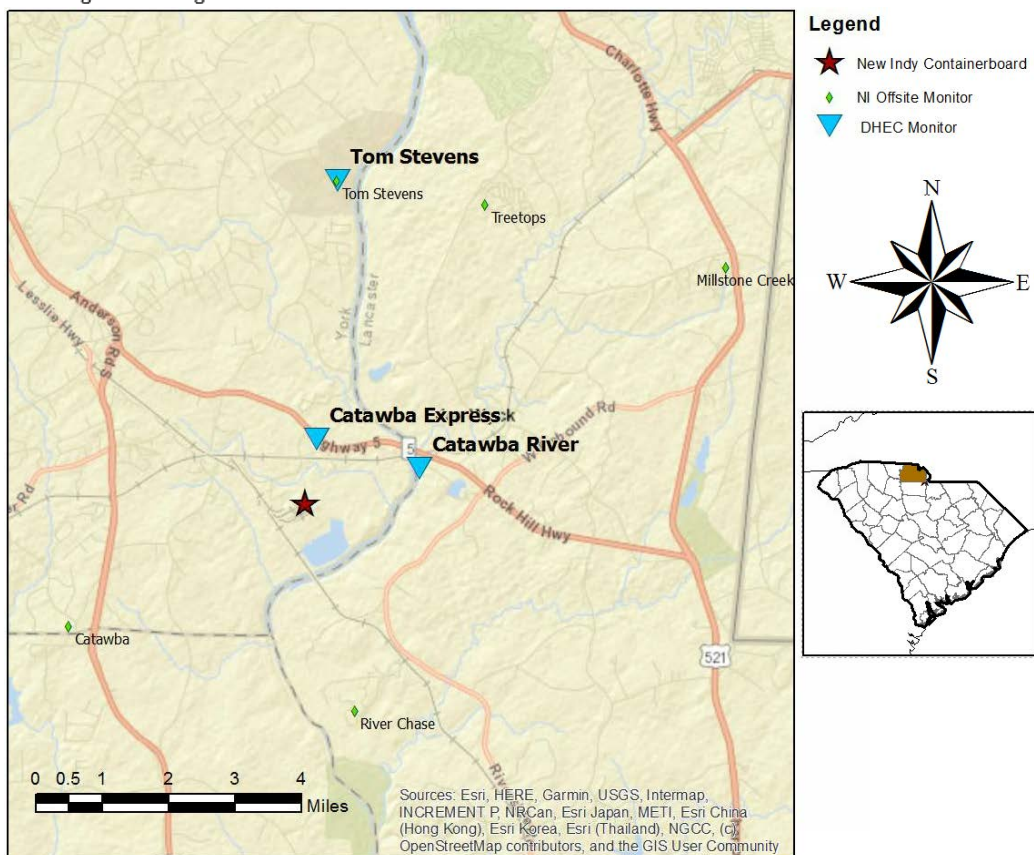 Legend
New Indy Containerboard
NI Offsite Monitor
DHEC Monitor
N
W
E
S
Charlotte Hwy
Tom Stevens
Tom Stevens
Treetops
Millstone Creek
Lesslie Hwy
Anderson Rd S
York
Lancaster
Catawba Express
ghway 5
5
Catawba River
Rock Hill Hwy
521
Catawba
River Chase
0 0.5 1 2 3 4
Miles
Sources: Esri, HERE, Garmin, USGS, Intermap,
INCREMENT P, NRCan, Esri Japan, METI, Esri China
(Hong Kong), Esri Korea, Esri (Thailand), NGCC, (c)
OpenStreetMap contributors, and the GIS User Community